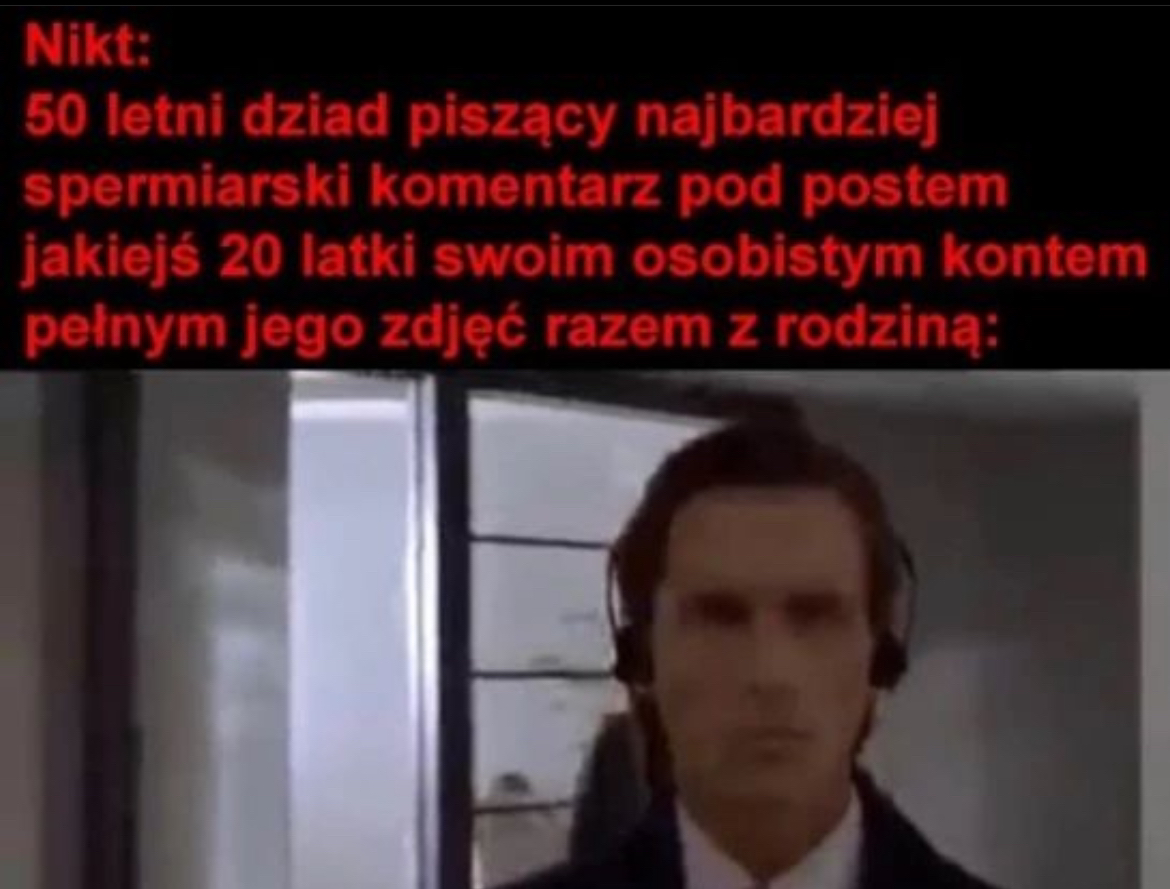 Nikt:
50 letni dziad piszący najbardziej
spermiarski komentarz pod postem
jakiejś 20 latki swoim osobistym kontem
pełnym jego zdjęć razem z rodziną: